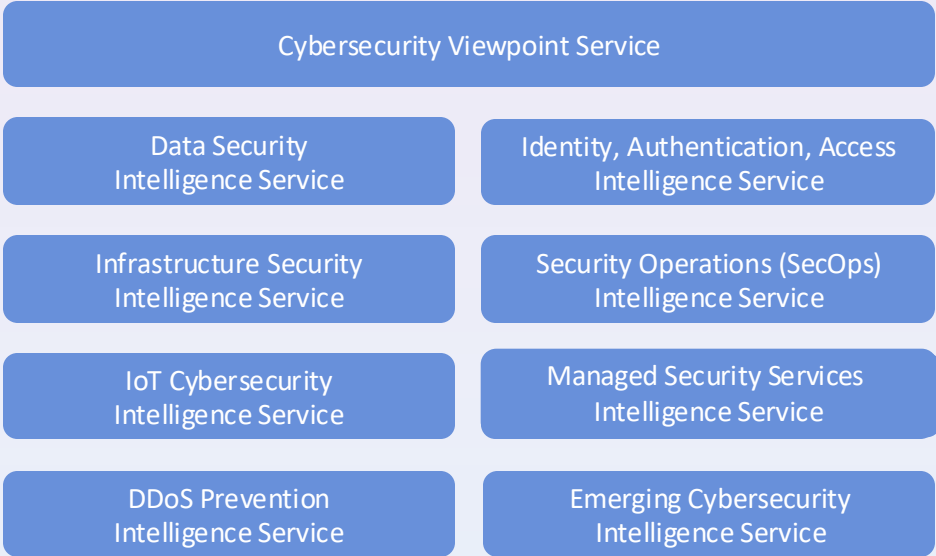 Cybersecurity Viewpoint Service
Data Security
Intelligence Service
Identity, Authentication, Access
Intelligence Service
Infrastructure Security
Intelligence Service
Security Operations (SecOps)
Intelligence Service
IoT Cybersecurity
Intelligence Service
Managed Security Services
Intelligence Service
DDoS Prevention
Intelligence Service
Emerging Cybersecurity
Intelligence Service